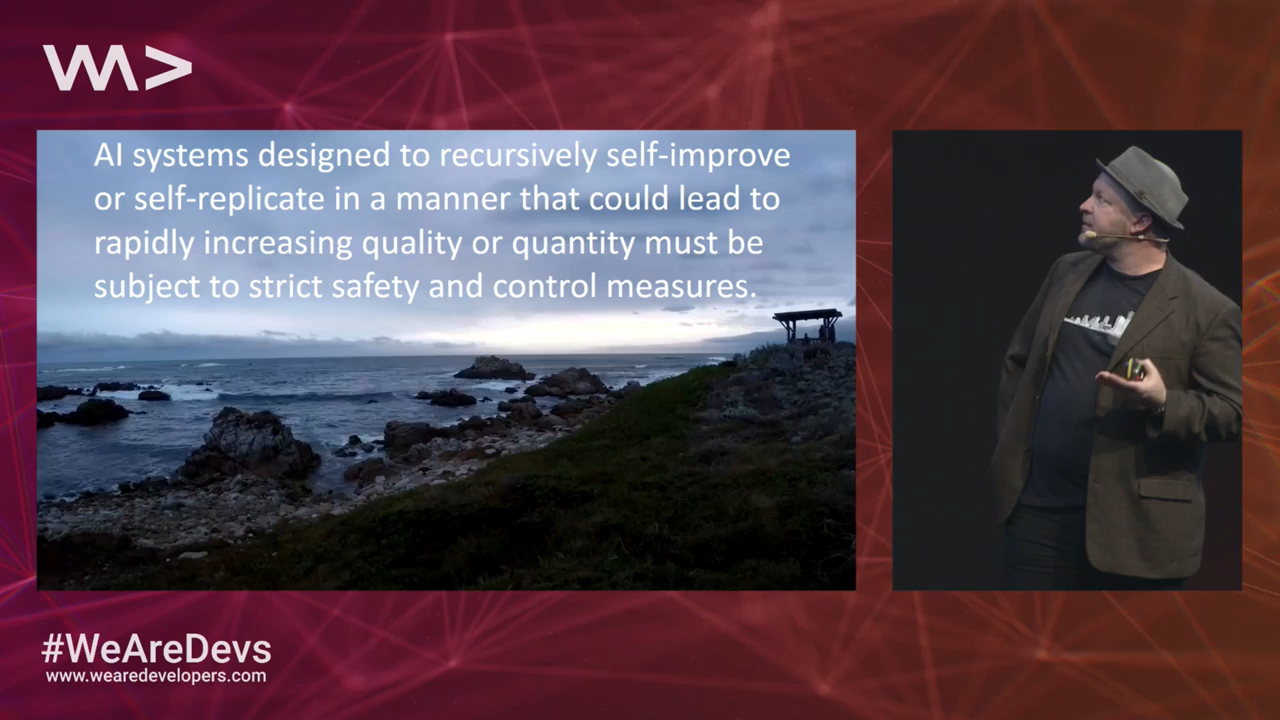 WA>
AI systems designed to recursively self-improve
or self-replicate in a manner that could lead to
rapidly increasing quality or quantity must be
subject to strict safety and control measures.
#WeAreDevs
www.wearedevelopers.com